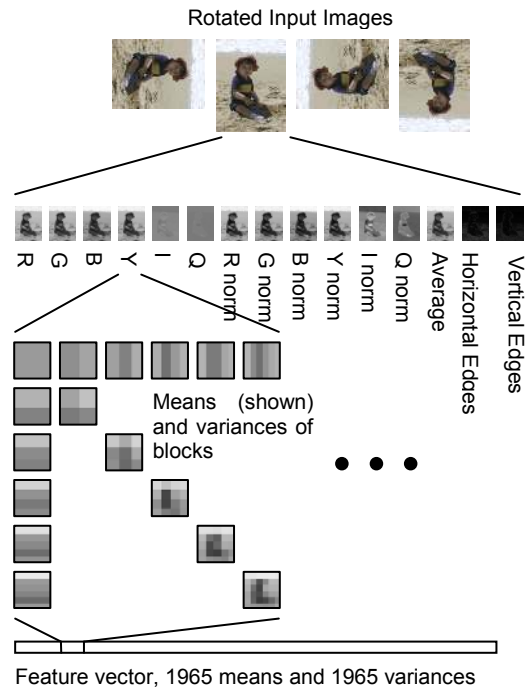 Rotated Input Images
R
G
B
Y
I
Q
R norm
G norm
B norm
Y norm
I norm
Q norm
Average
Horizontal Edges
Vertical Edges
Means (shown)
and variances of
blocks
Feature vector, 1965 means and 1965 variances